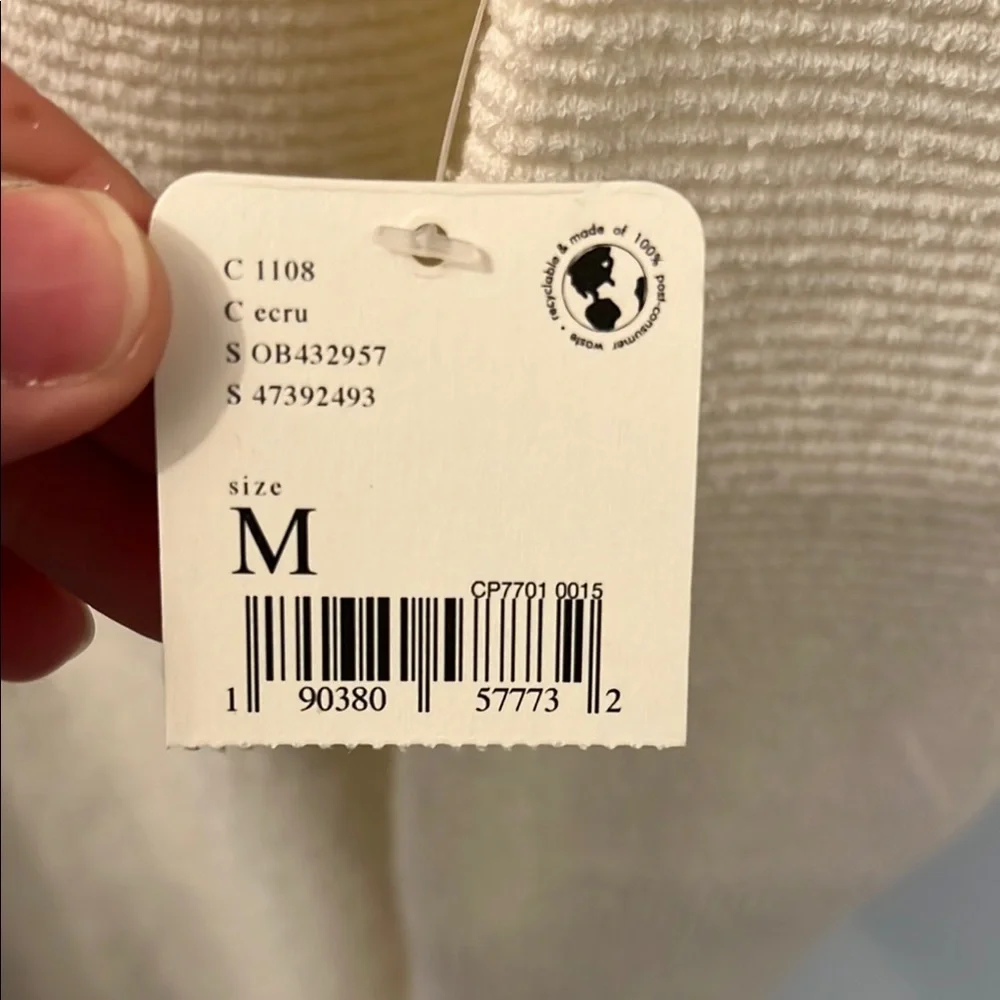 C 1108
C ecru
S OB432957
S 47392493
recyclable & made of 100% post-consumer waste •
size
M
CP7701 0015
1 90380 57773 2